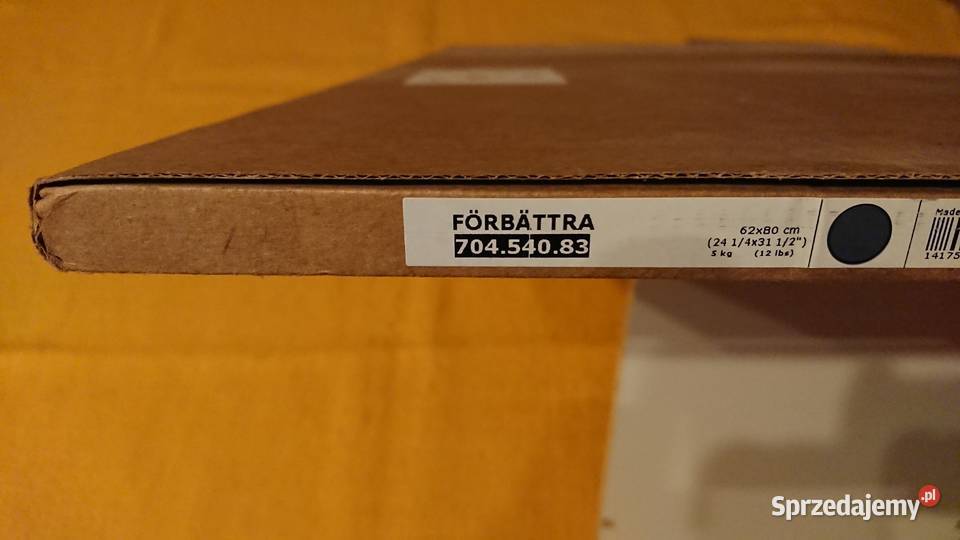 FÖRBÄTTRA
704.540.83
62x80 cm
(24 1/4x31 1/2")
5 kg (12 lbs)
Made
14175
Sprzedajemy.pl